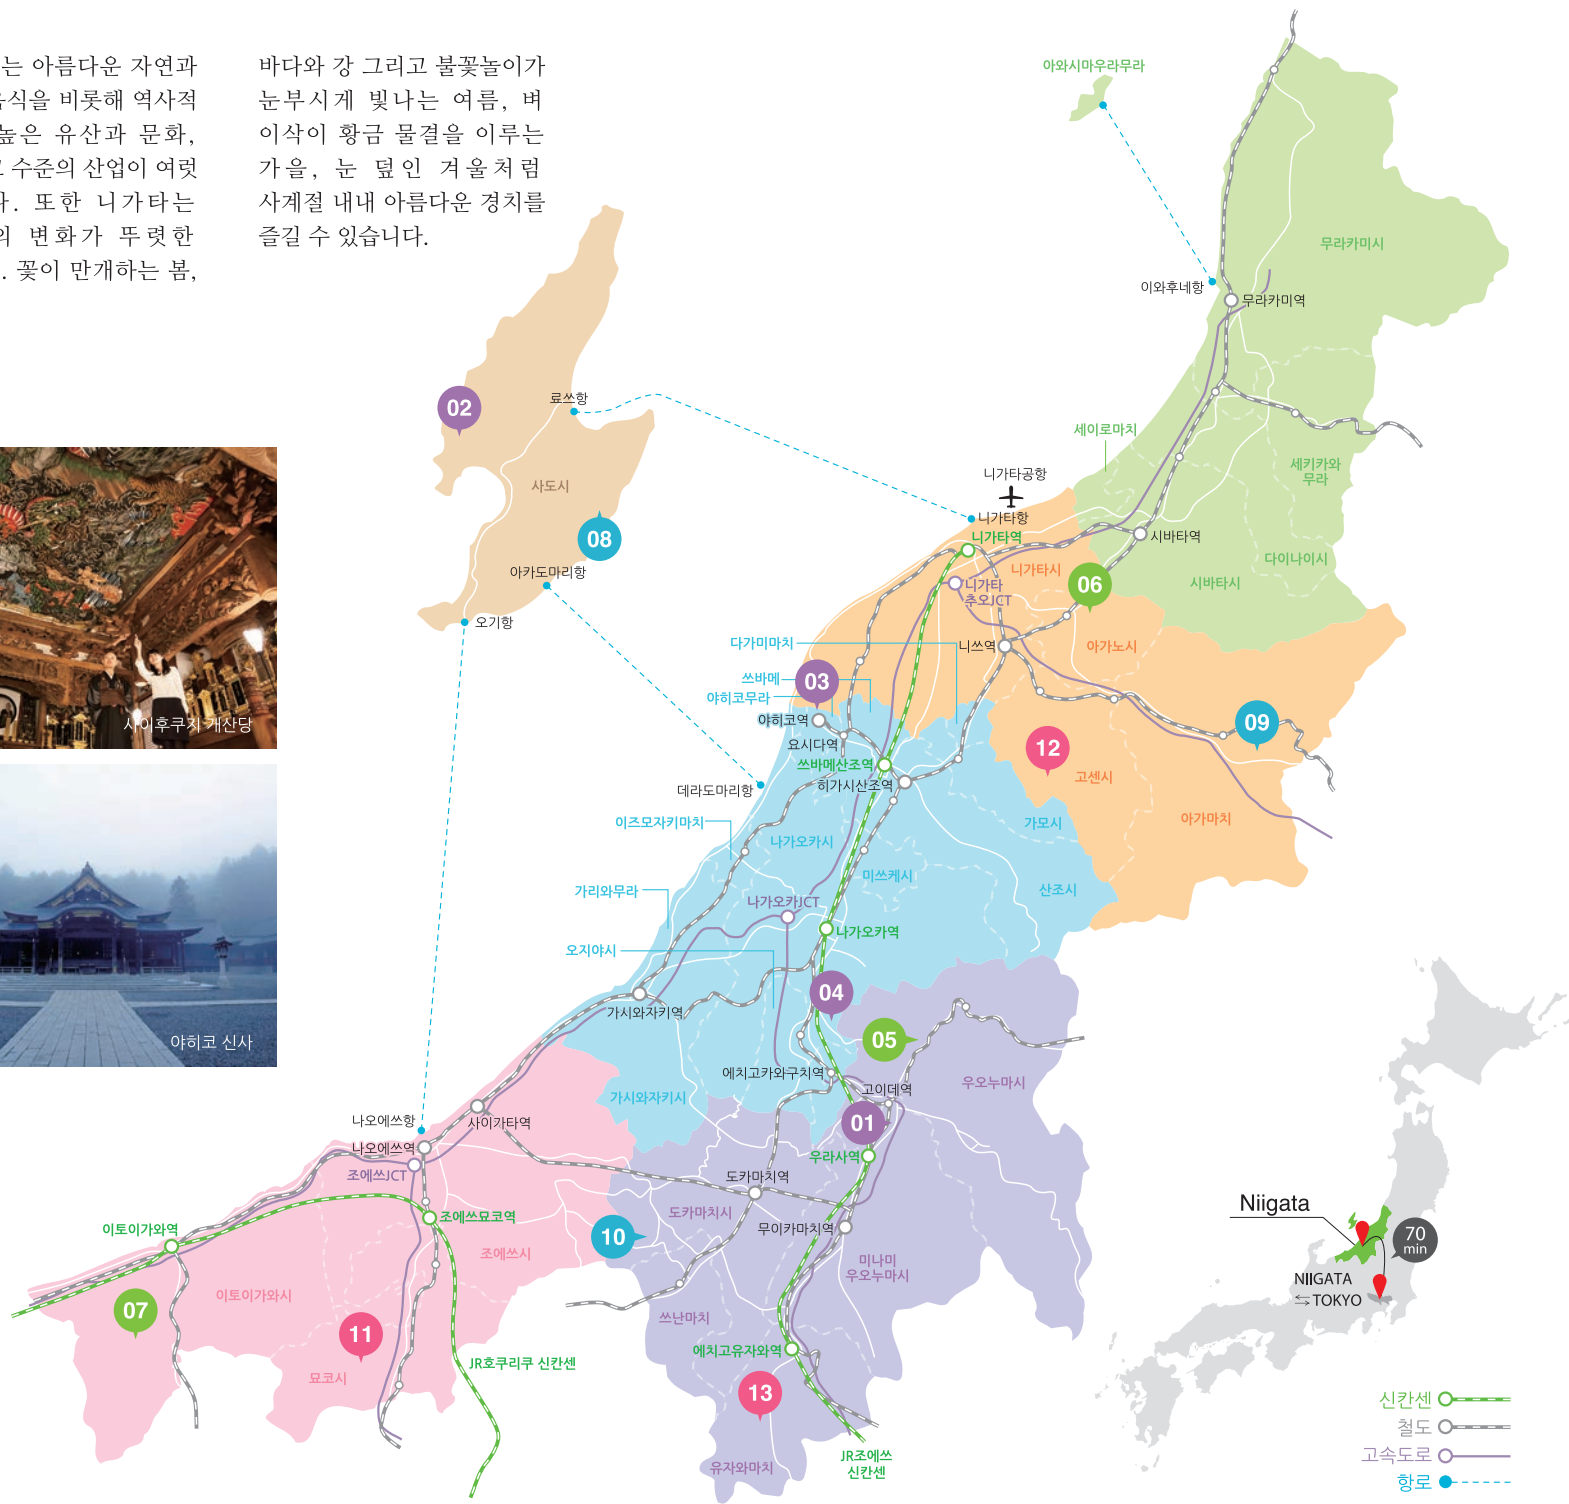 는 아름다운 자연과
음식을 비롯해 역사적
높은 유산과 문화,
고 수준의 산업이 여럿
다. 또한 니가타는
의 변화가 뚜렷한
. 꽃이 만개하는 봄,
바다와 강 그리고 불꽃놀이가
눈부시게 빛나는 여름, 벼
이삭이 황금 물결을 이루는
가을, 눈 덮인 겨울처럼
사계절 내내 아름다운 경치를
즐길 수 있습니다.
사이후쿠지 개산당
야히코 신사
아와시마우라무라
무라카미시
이와후네항
무라카미역
02
료쓰항
세이로마치
세키카와
무라
니가타공항
사도시
니가타항
니가타역
시바타역
08
다이나이시
니가타시
시바타시
아카도마리항
니가타
추오JCT
06
오기항
다가미마치
니쓰역
아가노시
쓰바메
03
야히코무라
야히코역
09
요시다역
12
쓰바메산조역
고센시
히가시산조역
데라도마리항
이즈모자키마치
가모시
아가마치
나가오카시
미쓰케시
가리와무라
산조시
나가오카JCT
나가오카역
오지야시
04
가시와자키역
05
에치고카와구치역
우오누마시
가시와자키시
고이데역
나오에쓰항
사이가타역
01
나오에쓰역
우라사역
조에쓰JCT
도카마치역
이토이가와역
조에쓰묘코역
도카마치시
무이카마치역
10
조에쓰시
미나미
우오누마시
이토이가와시
07
쓰난마치
11
에치고유자와역
JR호쿠리쿠 신칸센
묘코시
13
유자와마치
JR조에쓰
신칸센
Niigata
70
min
NIIGATA
⇆ TOKYO
신칸센
철도
고속도로
항로